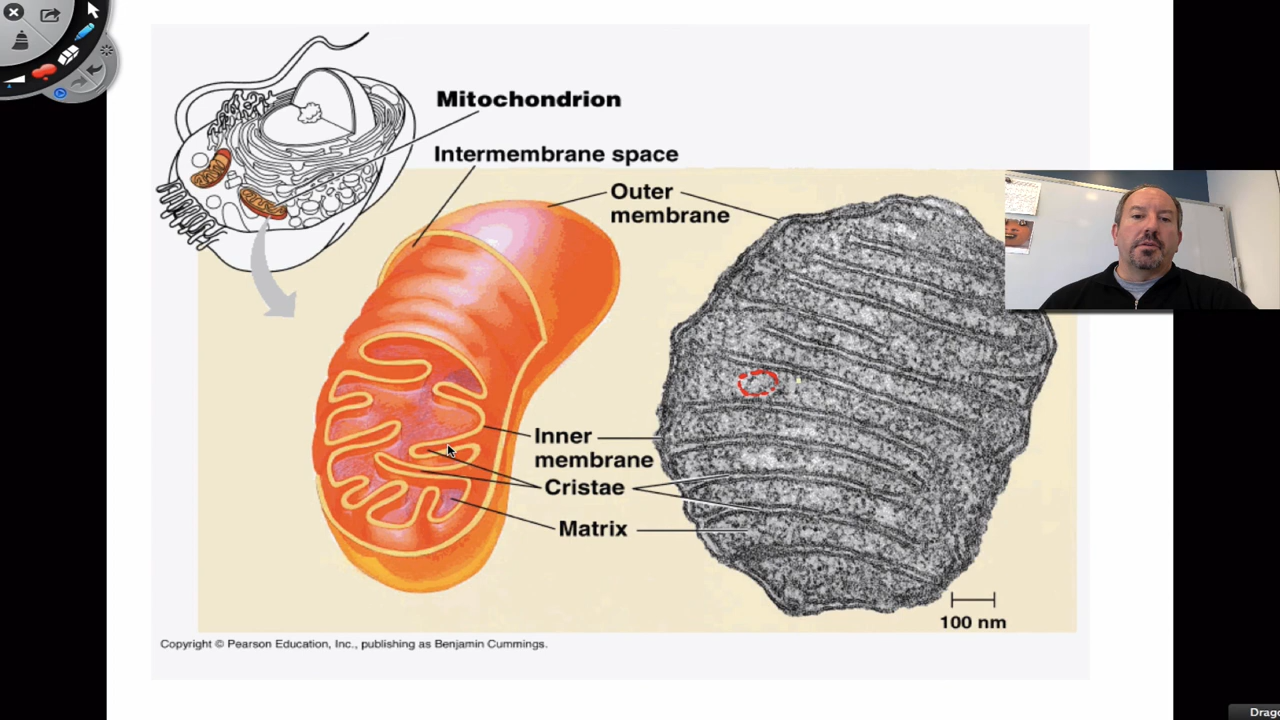 Mitochondrion
Intermembrane space
Outer
membrane
Inner
membrane
Cristae
Matrix
100 nm
Copyright © Pearson Education, Inc., publishing as Benjamin Cummings.
Drago